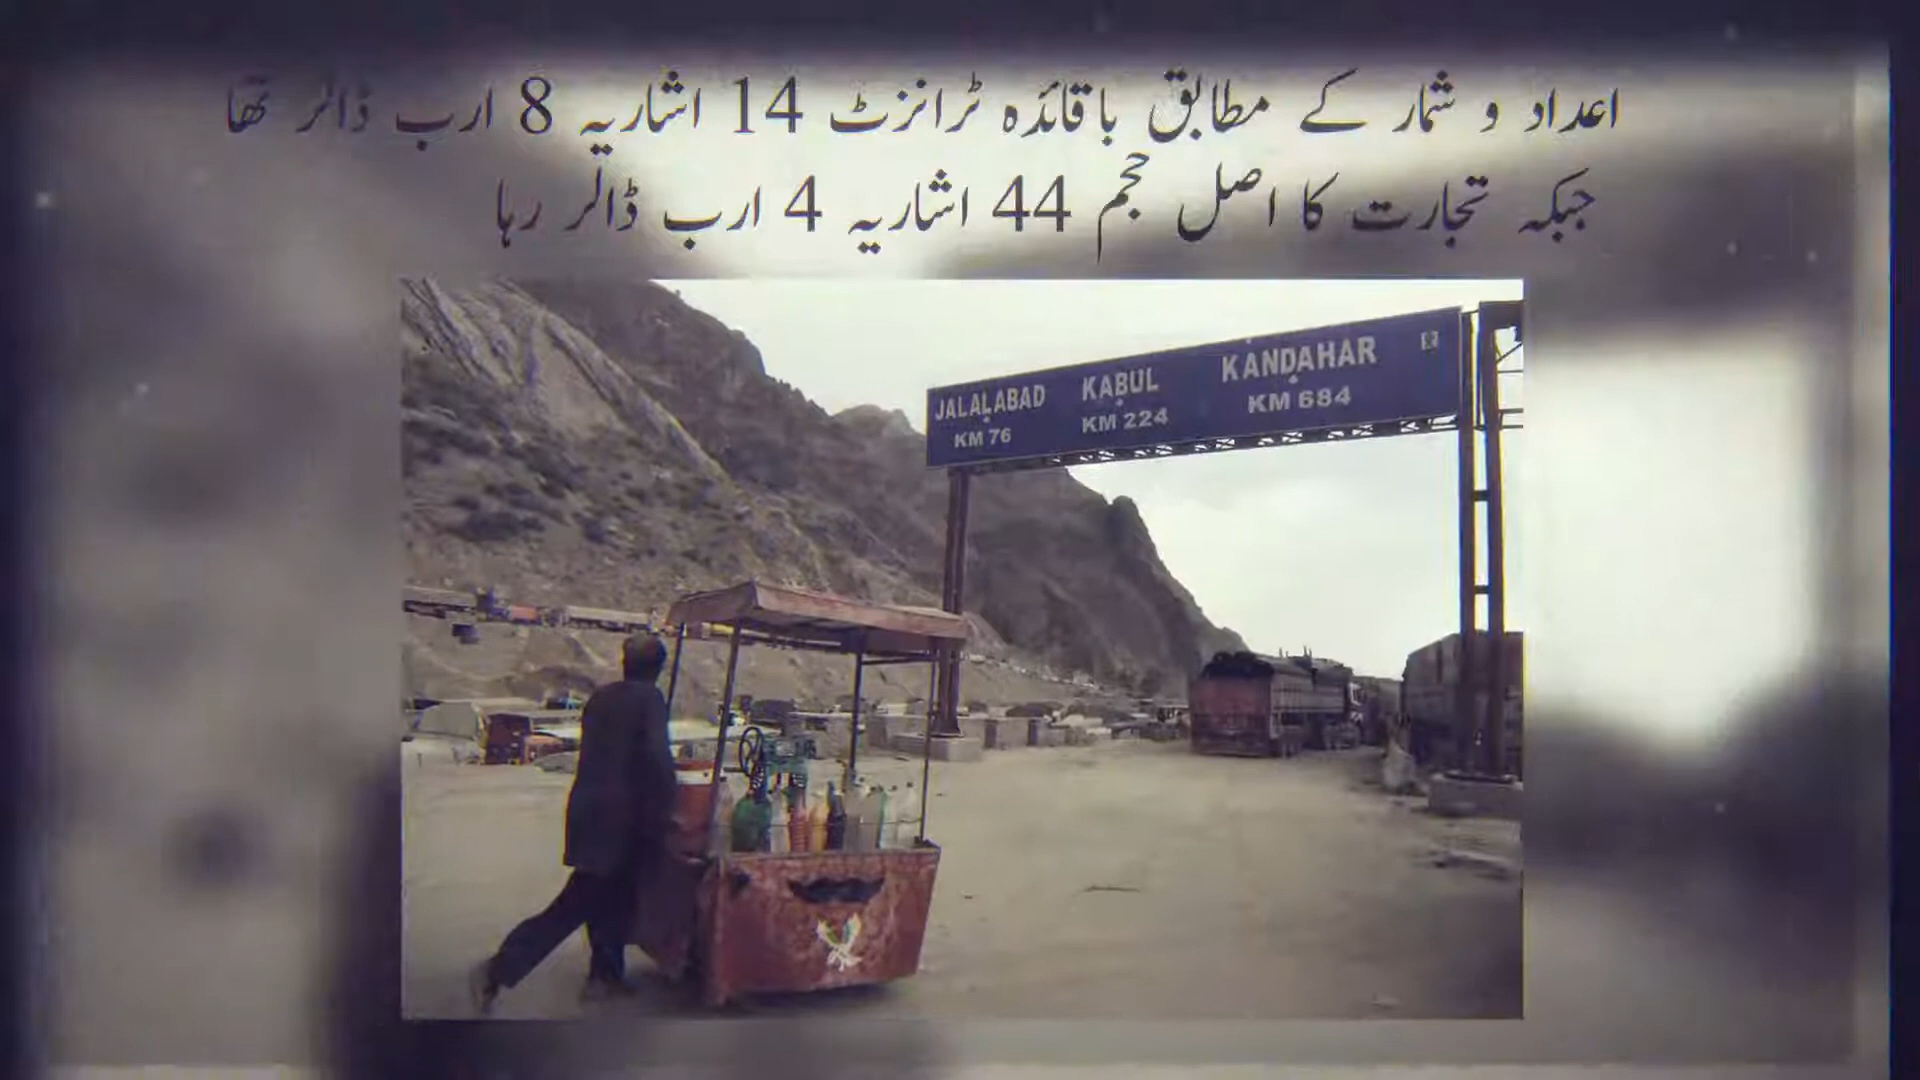 اعداد و شمار کے مطابق باقائدہ ٹرانزٹ 14 اشاریہ 8 ارب ڈالر تھا
جبکہ تجارت کا اصل حجم 44 اشاریہ 4 ارب ڈالر رہا
JALALABAD KABUL KANDAHAR
KM 76 KM 224 KM 684